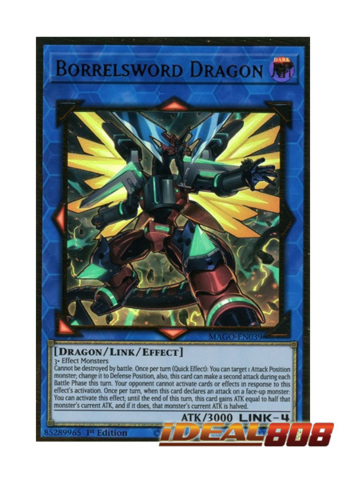 BORRELSWORD DRAGON
DARK
MAGO-EN039
[DRAGON/LINK/EFFECT]
3+ Effect Monsters
Cannot be destroyed by battle. Once per turn (Quick Effect): You can target 1 Attack Position
monster; change it to Defense Position, also, this card can make a second attack during each
Battle Phase this turn. Your opponent cannot activate cards or effects in response to this
effect's activation. Once per turn, when this card declares an attack on a face-up monster:
You can activate this effect; until the end of this turn, this card gains ATK equal to half that
monster's current ATK, and if it does, that monster's current ATK is halved.
ATK/3000 LINK-4
85289965 1st Edition
IDEAL808